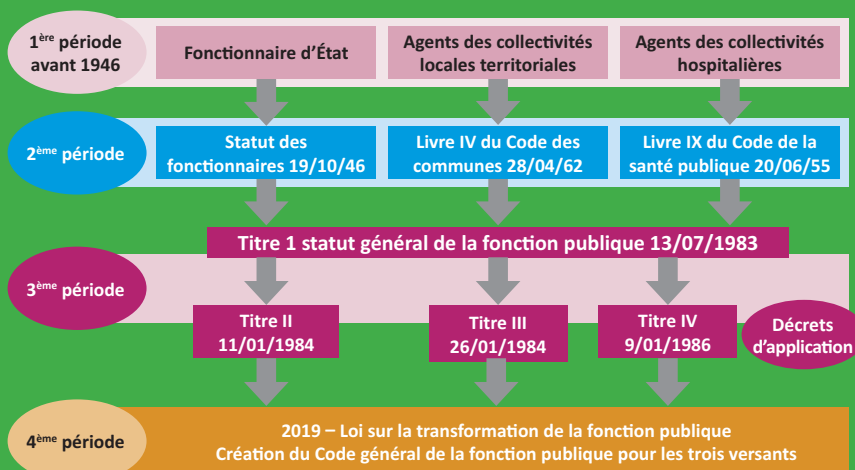 1ère période
avant 1946
Fonctionnaire d'État
Agents des collectivités
locales territoriales
Agents des collectivités
hospitalières
2ème période
Statut des
fonctionnaires 19/10/46
Livre IV du Code des
communes 28/04/62
Livre IX du Code de la
santé publique 20/06/55
Titre 1 statut général de la fonction publique 13/07/1983
3ème période
Titre II
11/01/1984
Titre III
26/01/1984
Titre IV
9/01/1986
Décrets
d'application
4ème période
2019 – Loi sur la transformation de la fonction publique
Création du Code général de la fonction publique pour les trois versants